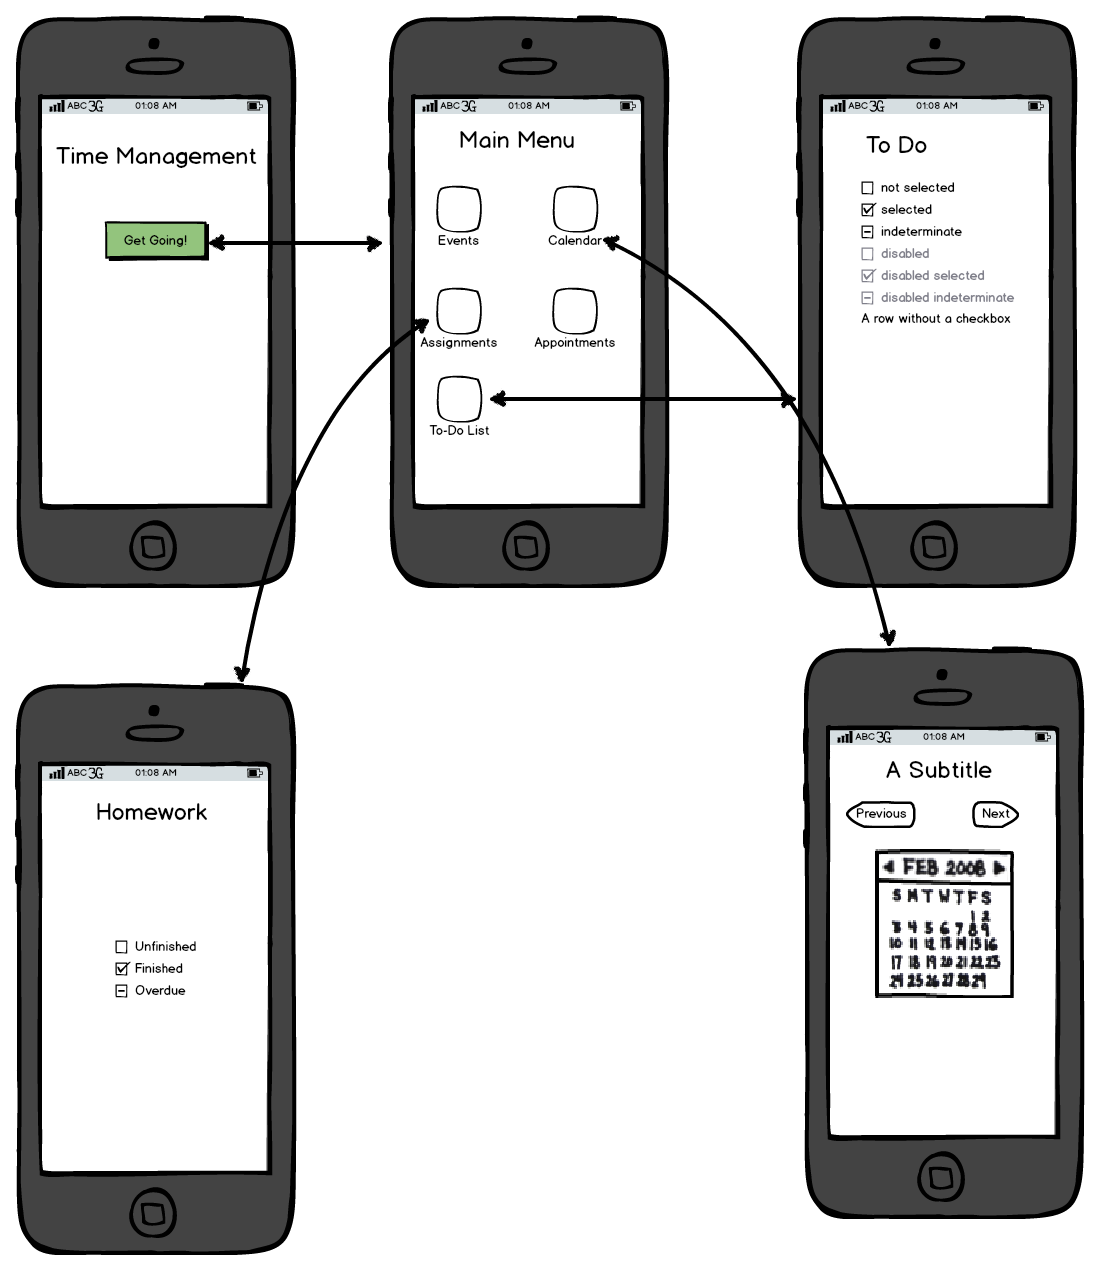 ABC 3G 01:08 AM
Time Management
Get Going!
ABC 3G 01:08 AM
Main Menu
Events Calendar
Assignments Appointments
To-Do List
ABC 3G 01:08 AM
To Do
not selected
selected
indeterminate
disabled
disabled selected
disabled indeterminate
A row without a checkbox
ABC 3G 01:08 AM
Homework
Unfinished
Finished
Overdue
ABC 3G 01:08 AM
A Subtitle
Previous Next
FEB 2008
S M T W T F S
1 2
3 4 5 6 7 8 9
10 11 12 13 14 15 16
17 18 19 20 21 22 23
24 25 26 27 28 29